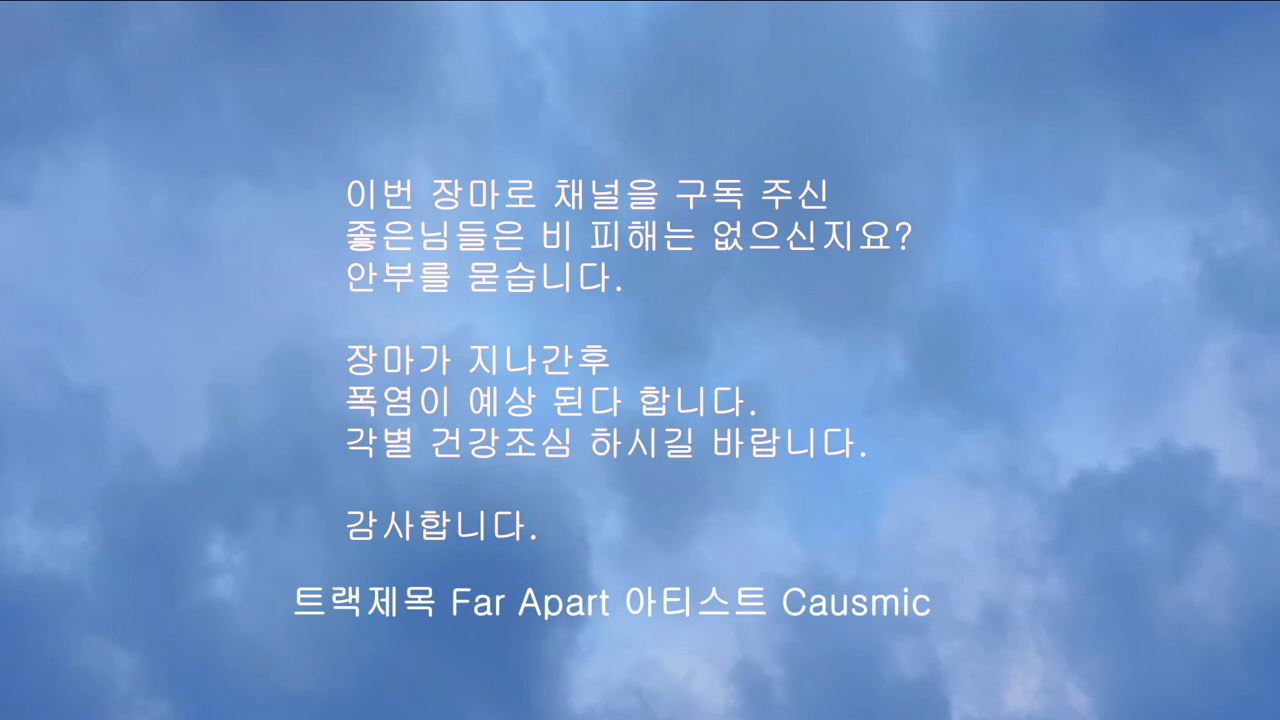 이번 장마로 채널을 구독 주신
좋은님들은 비 피해는 없으신지요?
안부를 묻습니다.
장마가 지나간후
폭염이 예상 된다 합니다.
각별 건강조심 하시길 바랍니다.
감사합니다.
트랙제목 Far Apart 아티스트 Causmic